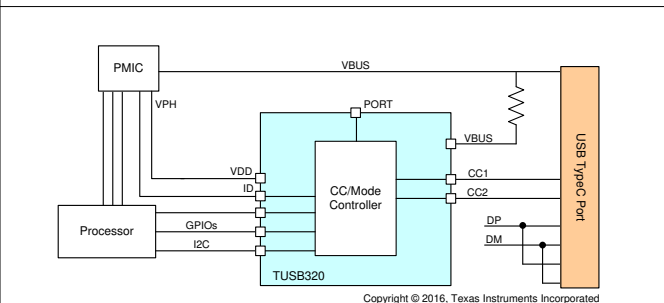 PMIC
VBUS
VPH
PORT
VBUS
VDD
CC1
ID
CC2
CC/Mode
Controller
USB TypeC Port
Processor
GPIOs
I2C
DP
DM
TUSB320
Copyright © 2016, Texas Instruments Incorporated